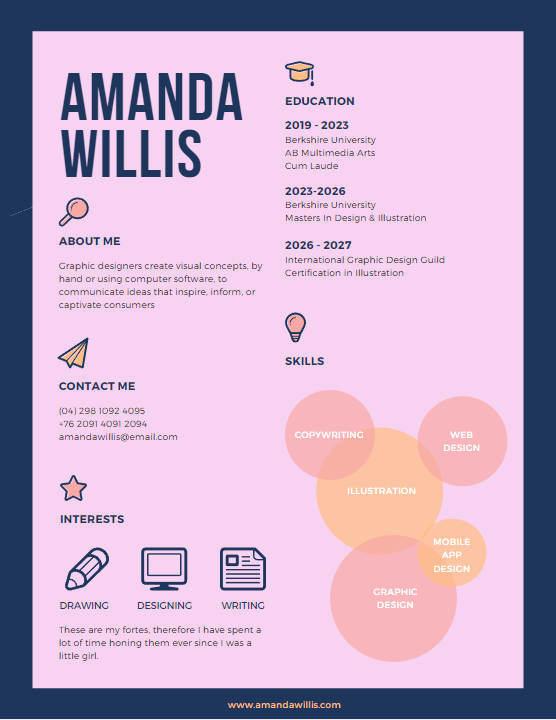 AMANDA
WILLIS
ABOUT ME
Graphic designers create visual concepts, by
hand or using computer software, to
communicate ideas that inspire, inform, or
captivate consumers
CONTACT ME
(04) 298 1092 4095
+76 2091 4091 2094
amandawillis@email.com
INTERESTS
DRAWING
DESIGNING
WRITING
These are my fortes, therefore I have spent a
lot of time honing them ever since I was a
little girl.
EDUCATION
2019 - 2023
Berkshire University
AB Multimedia Arts
Cum Laude
2023-2026
Berkshire University
Masters In Design & Illustration
2026 - 2027
International Graphic Design Guild
Certification in Illustration
SKILLS
COPYWRITING
WEB
DESIGN
ILLUSTRATION
MOBILE
APP
DESIGN
GRAPHIC
DESIGN
www.amandawillis.com